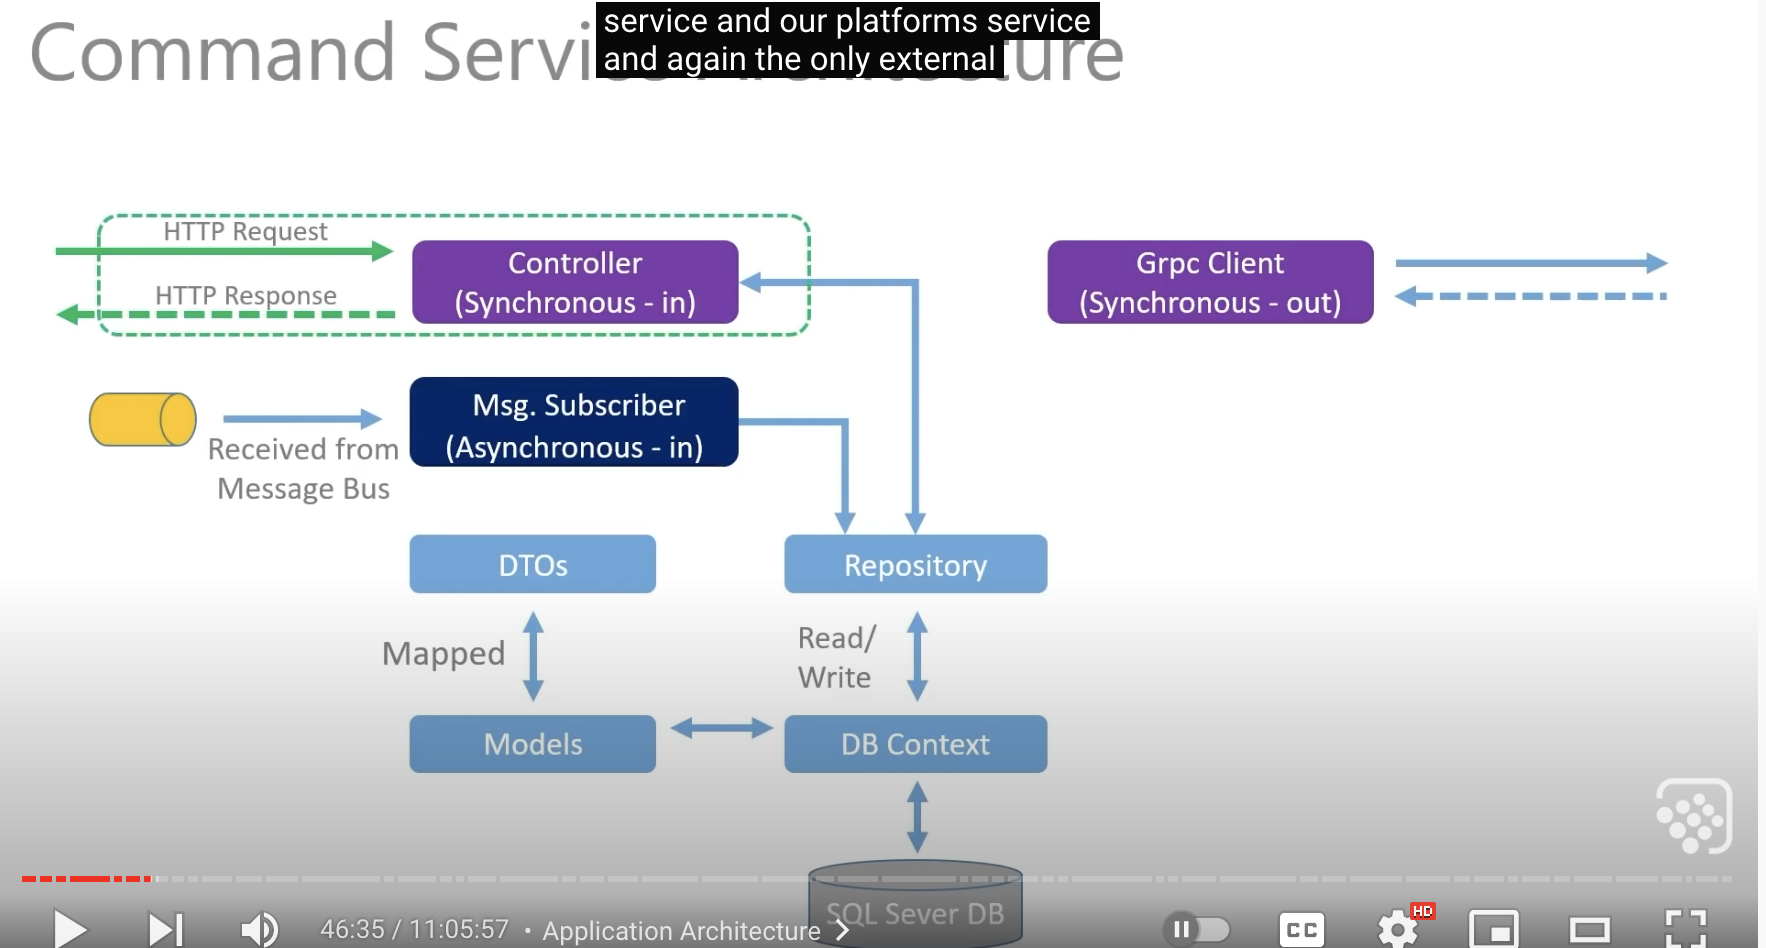 service and our platforms service
and again the only external
Command Servi ture
HTTP Request
HTTP Response
Controller
(Synchronous - in)
Grpc Client
(Synchronous - out)
Received from
Message Bus
Msg. Subscriber
(Asynchronous - in)
DTOs
Repository
Mapped
Read/
Write
Models
DB Context
SQL Sever DB
46:35 / 11:05:57 • Application Architecture
CC
HD